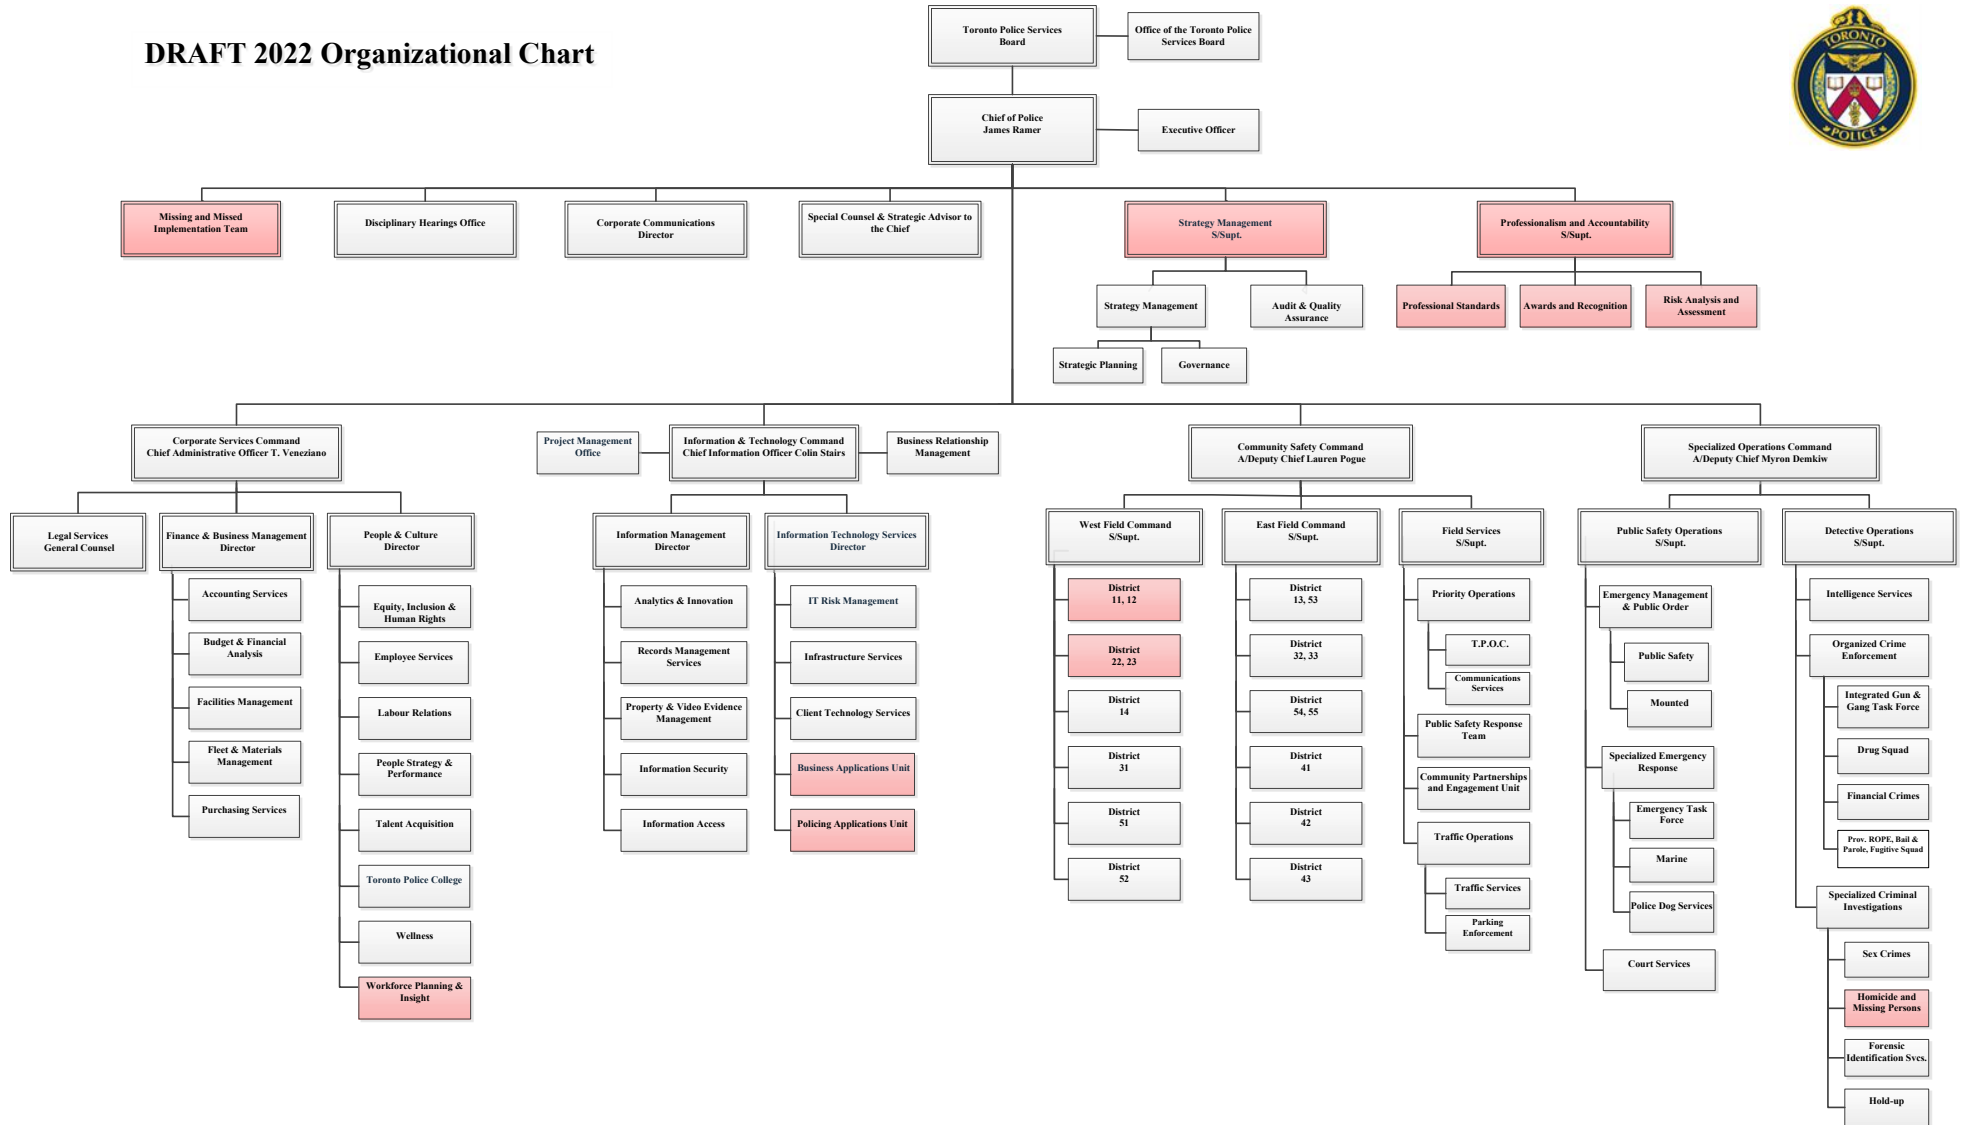 DRAFT 2022 Organizational Chart
Toronto Police Services
Board
Office of the Toronto Police
Services Board
TORONTO
POLICE
Chief of Police
James Ramer
Executive Officer
Missing and Missed
Implementation Team
Disciplinary Hearings Office
Corporate Communications
Director
Special Counsel & Strategic Advisor to
the Chief
Strategy Management
S/Supt.
Professionalism and Accountability
S/Supt.
Strategy Management
Audit & Quality
Assurance
Professional Standards
Awards and Recognition
Risk Analysis and
Assessment
Strategic Planning
Governance
Corporate Services Command
Chief Administrative Officer T. Veneziano
Project Management
Office
Information & Technology Command
Chief Information Officer Colin Stairs
Business Relationship
Management
Community Safety Command
A/Deputy Chief Lauren Pogue
Specialized Operations Command
A/Deputy Chief Myron Demkiw
Legal Services
General Counsel
Finance & Business Management
Director
Accounting Services
Budget & Financial
Analysis
Facilities Management
Fleet & Materials
Management
Purchasing Services
People & Culture
Director
Equity, Inclusion &
Human Rights
Employee Services
Labour Relations
People Strategy &
Performance
Talent Acquisition
Toronto Police College
Wellness
Workforce Planning &
Insight
Information Management
Director
Analytics & Innovation
Records Management
Services
Property & Video Evidence
Management
Information Security
Information Access
Information Technology Services
Director
IT Risk Management
Infrastructure Services
Client Technology Services
Business Applications Unit
Policing Applications Unit
West Field Command
S/Supt.
District
11, 12
District
22, 23
District
14
District
31
District
51
District
52
East Field Command
S/Supt.
District
13, 53
District
32, 33
District
54, 55
District
41
District
42
District
43
Field Services
S/Supt.
Priority Operations
T.P.O.C.
Communications
Services
Public Safety Response
Team
Community Partnerships
and Engagement Unit
Traffic Operations
Traffic Services
Parking
Enforcement
Public Safety Operations
S/Supt.
Emergency Management
& Public Order
Public Safety
Mounted
Specialized Emergency
Response
Emergency Task
Force
Marine
Police Dog Services
Court Services
Detective Operations
S/Supt.
Intelligence Services
Organized Crime
Enforcement
Integrated Gun &
Gang Task Force
Drug Squad
Financial Crimes
Prov. ROPE, Bail &
Parole, Fugitive Squad
Specialized Criminal
Investigations
Sex Crimes
Homicide and
Missing Persons
Forensic
Identification Svcs.
Hold-up